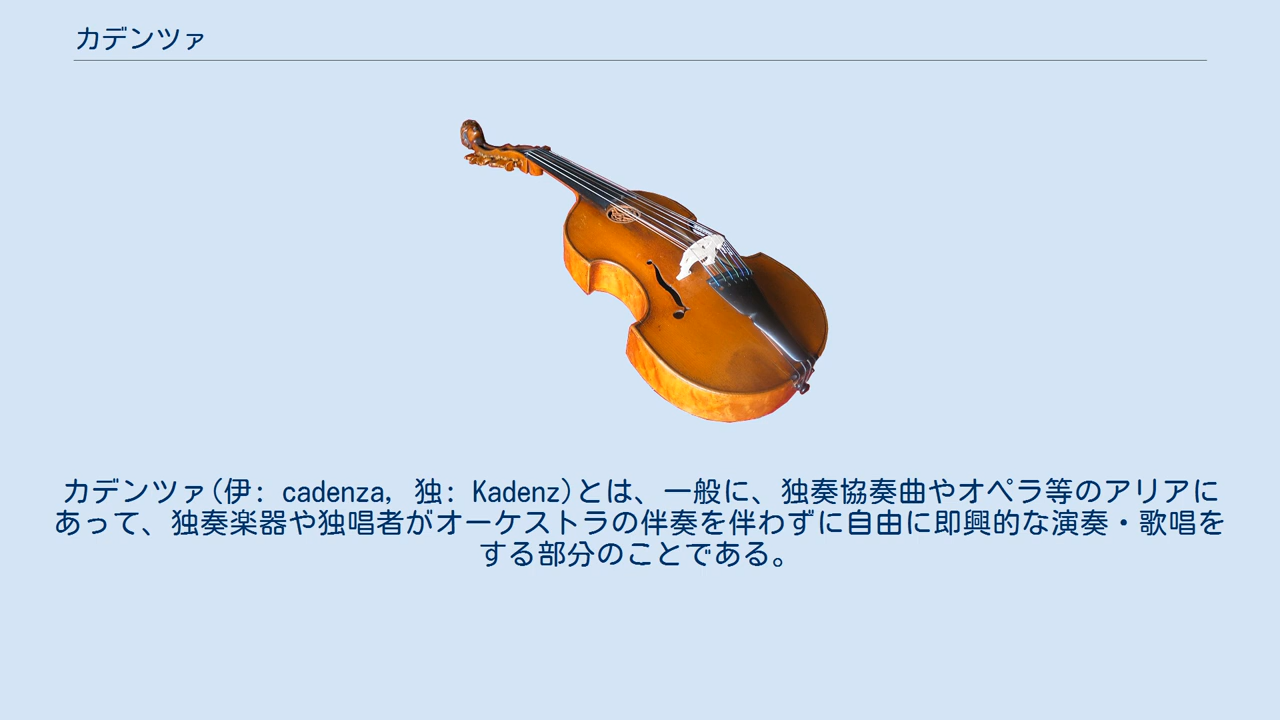 カデンツァ
カデンツァ(伊: cadenza, 独: Kadenz)とは、一般に、独奏協奏曲やオペラ等のアリアに
あって、独奏楽器や独唱者がオーケストラの伴奏を伴わずに自由に即興的な演奏・歌唱を
する部分のことである。